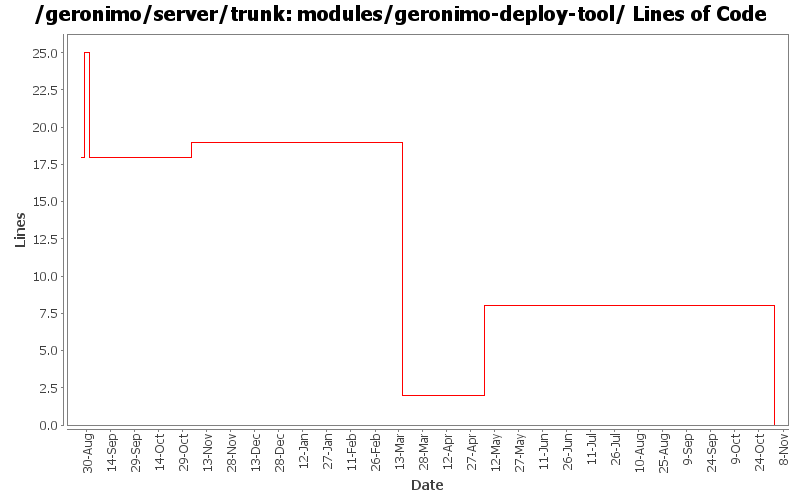 /geronimo/server/trunk: modules/geronimo-deploy-tool/ Lines of Code
25.0
22.5
20.0
17.5
15.0
12.5
10.0
7.5
5.0
2.5
0.0
Lines
30-Aug
14-Sep
29-Sep
14-Oct
29-Oct
13-Nov
28-Nov
13-Dec
28-Dec
12-Jan
27-Jan
11-Feb
26-Feb
13-Mar
28-Mar
12-Apr
27-Apr
12-May
27-May
11-Jun
26-Jun
11-Jul
26-Jul
10-Aug
25-Aug
9-Sep
24-Sep
9-Oct
24-Oct
8-Nov
Date